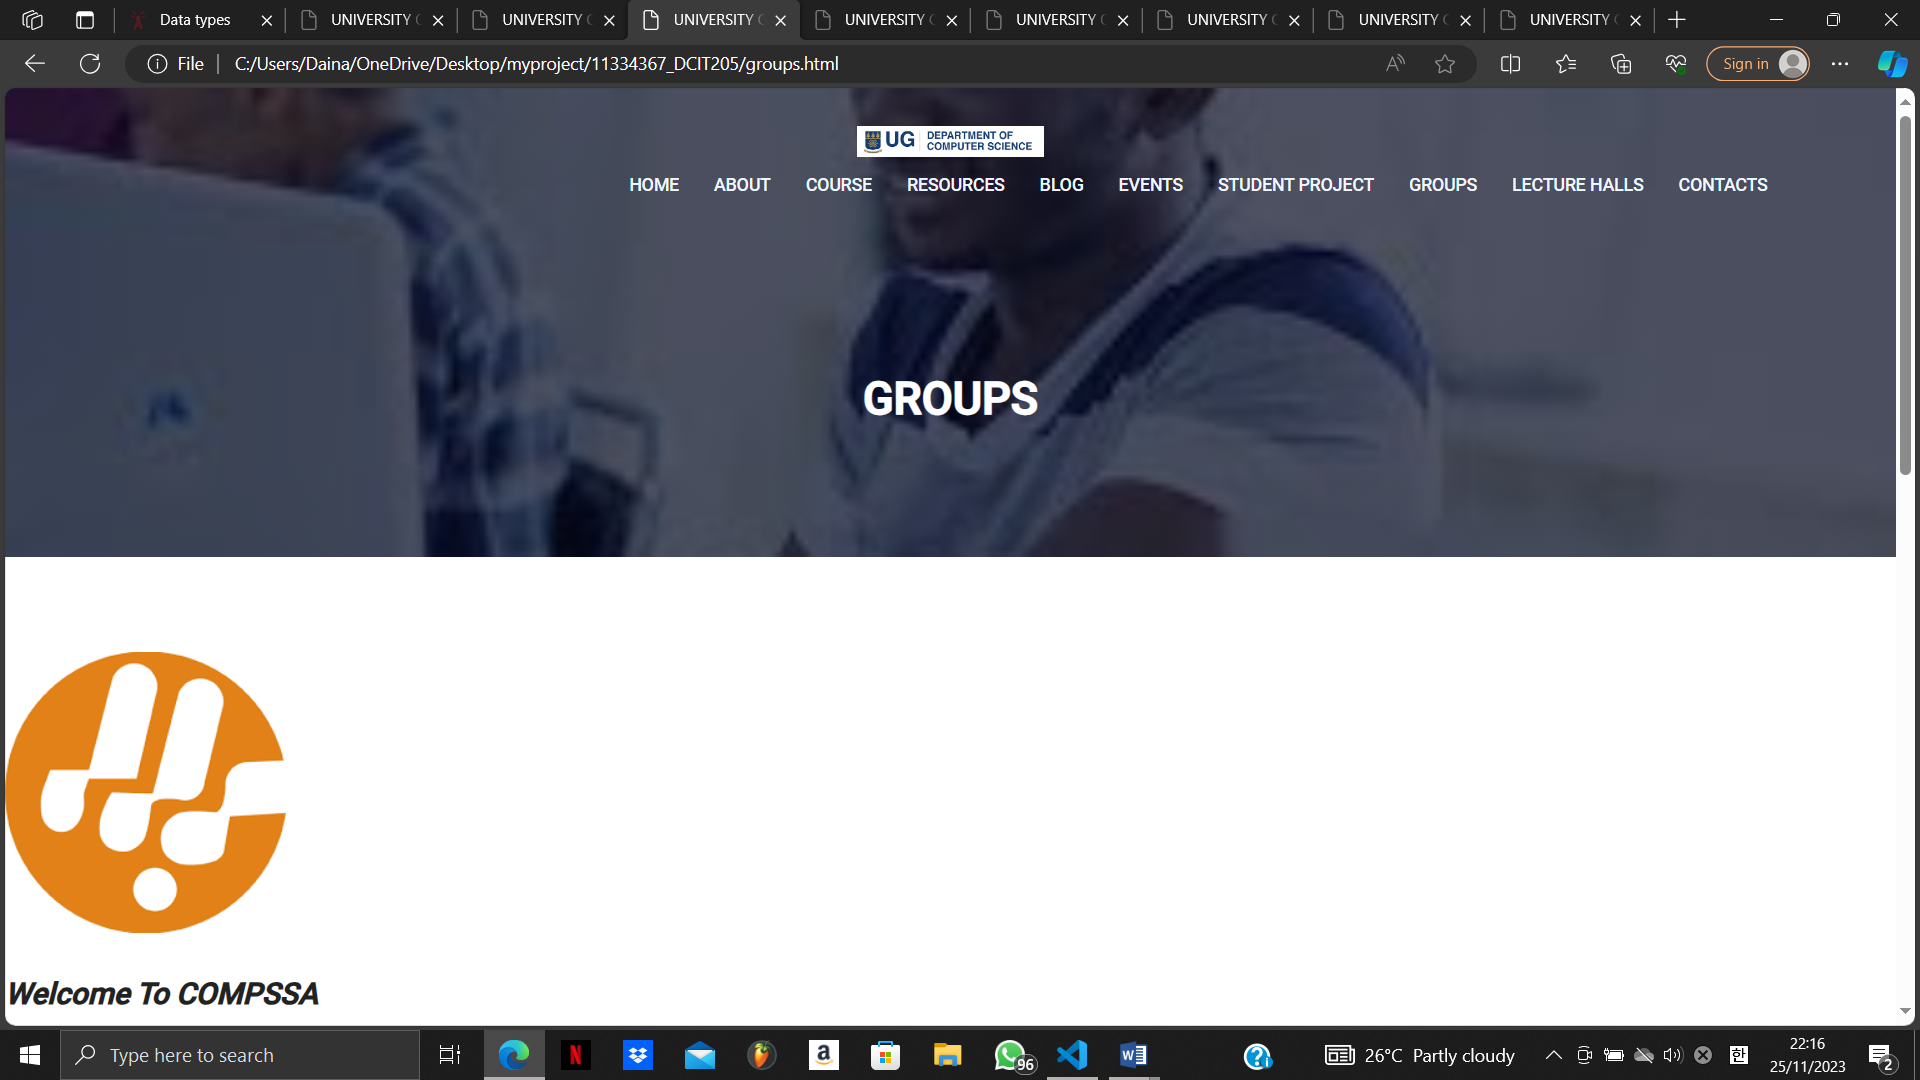 Data types
UNIVERSITY
UNIVERSITY
UNIVERSITY
UNIVERSITY
UNIVERSITY
UNIVERSITY
UNIVERSITY
UNIVERSITY
File
C:/Users/Daina/OneDrive/Desktop/myproject/11334367_DCIT205/groups.html
Sign in
UG DEPARTMENT OF
COMPUTER SCIENCE
HOME ABOUT COURSE RESOURCES BLOG EVENTS STUDENT PROJECT GROUPS LECTURE HALLS CONTACTS
GROUPS
Welcome To COMPSSA
Type here to search
96
26°C Partly cloudy
한
22:16
25/11/2023
2